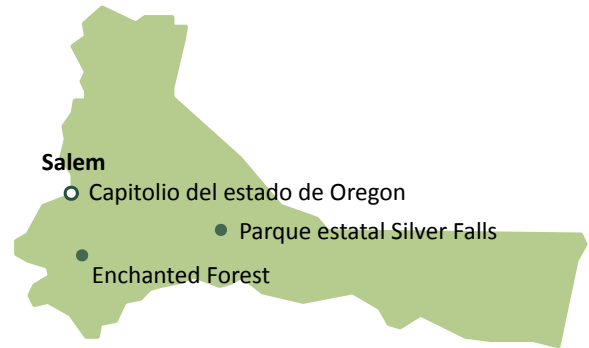 Salem
Capitolio del estado de Oregon
Parque estatal Silver Falls
Enchanted Forest